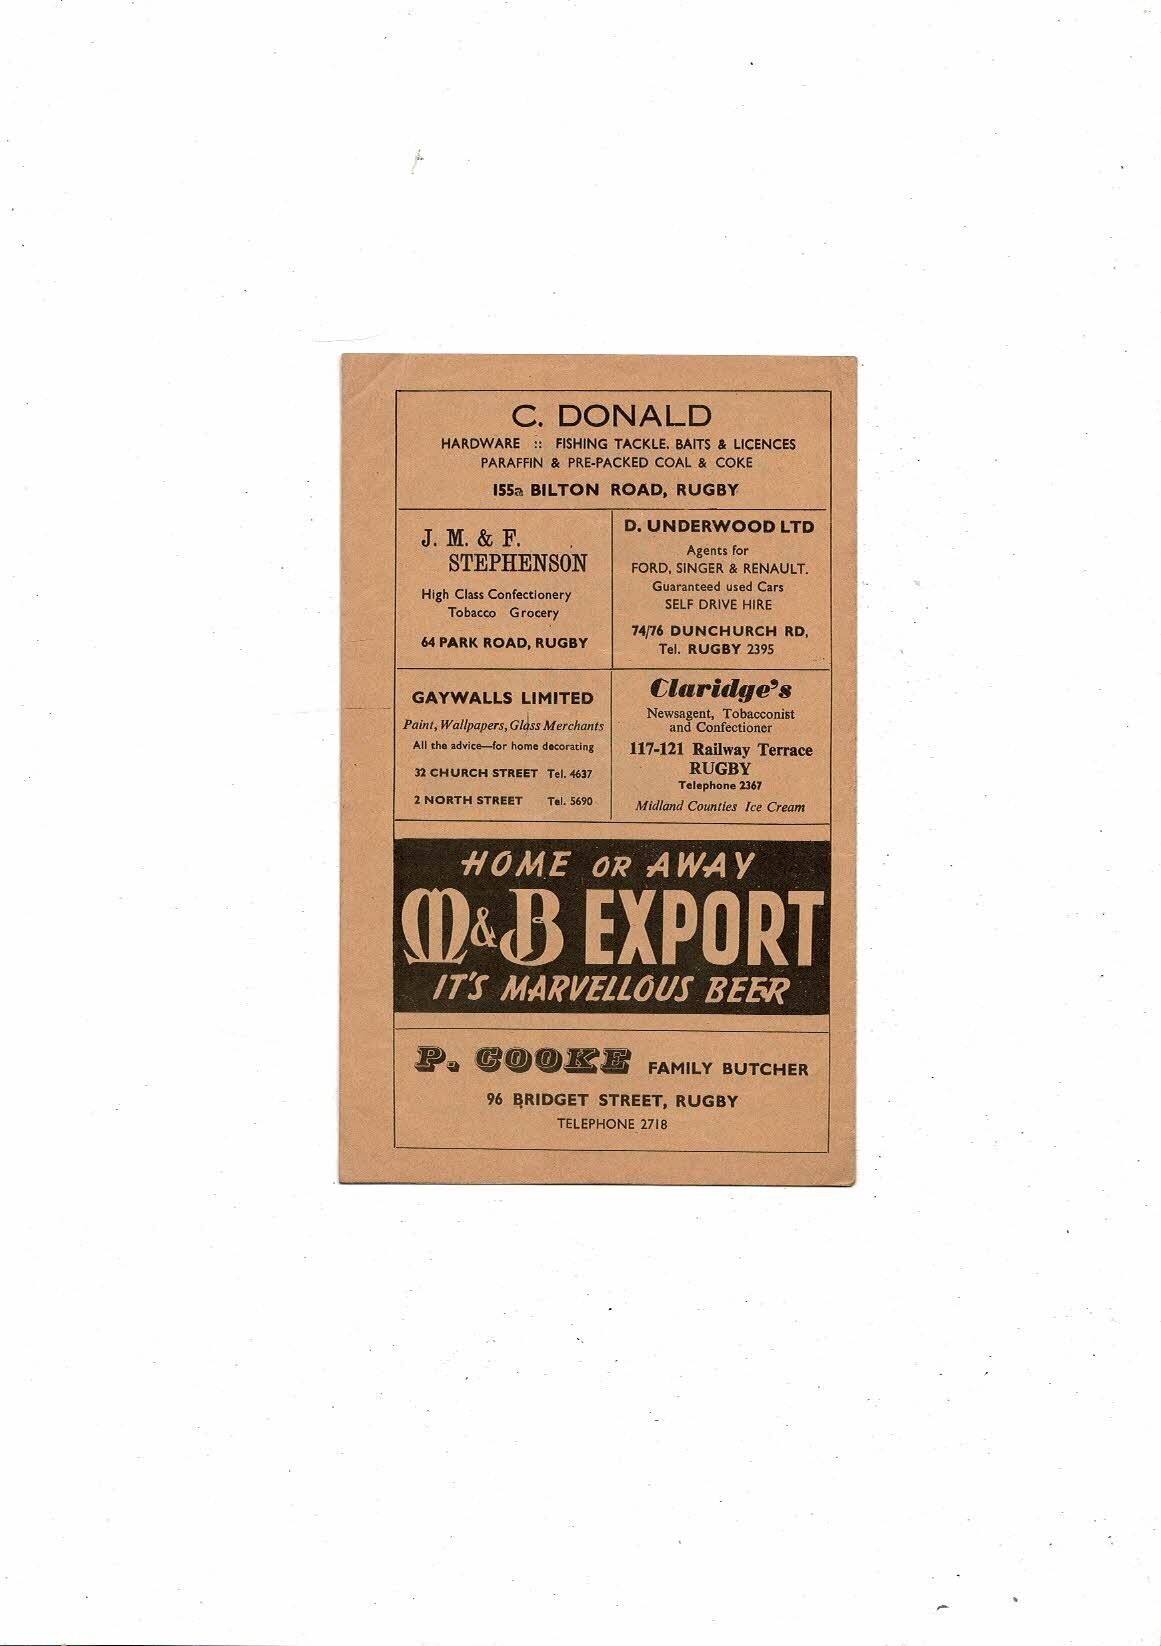 C. DONALD
HARDWARE :: FISHING TACKLE. BAITS & LICENCES
PARAFFIN & PRE-PACKED COAL & COKE
155a BILTON ROAD, RUGBY
J. M. & F.
STEPHENSON
High Class Confectionery
Tobacco Grocery
64 PARK ROAD, RUGBY
D. UNDERWOOD LTD
Agents for
FORD, SINGER & RENAULT.
Guaranteed used Cars
SELF DRIVE HIRE
74/76 DUNCHURCH RD,
Tel. RUGBY 2395
GAYWALLS LIMITED
Paint, Wallpapers, Glass Merchants
All the advice—for home decorating
32 CHURCH STREET Tel. 4637
2 NORTH STREET Tel. 5690
Claridge's
Newsagent, Tobacconist
and Confectioner
117-121 Railway Terrace
RUGBY
Telephone 2367
Midland Counties Ice Cream
HOME OR AWAY
M&B EXPORT
IT'S MARVELLOUS BEER
P. COOKE FAMILY BUTCHER
96 BRIDGET STREET, RUGBY
TELEPHONE 2718